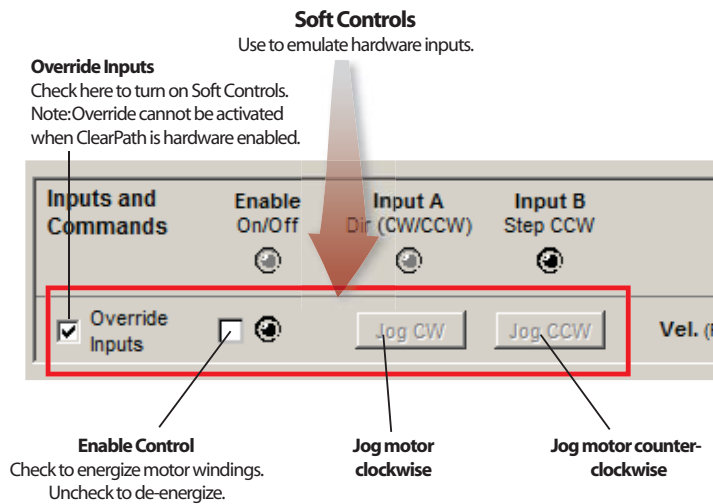 Soft Controls
Use to emulate hardware inputs.
Override Inputs
Check here to turn on Soft Controls.
Note: Override cannot be activated
when ClearPath is hardware enabled.
Inputs and
Commands
Enable
On/Off
Input A
Dir (CW/CCW)
Input B
Step CCW
Override
Inputs
Jog CW
Jog CCW
Vel.
Enable Control
Check to energize motor windings.
Uncheck to de-energize.
Jog motor
clockwise
Jog motor counter-
clockwise